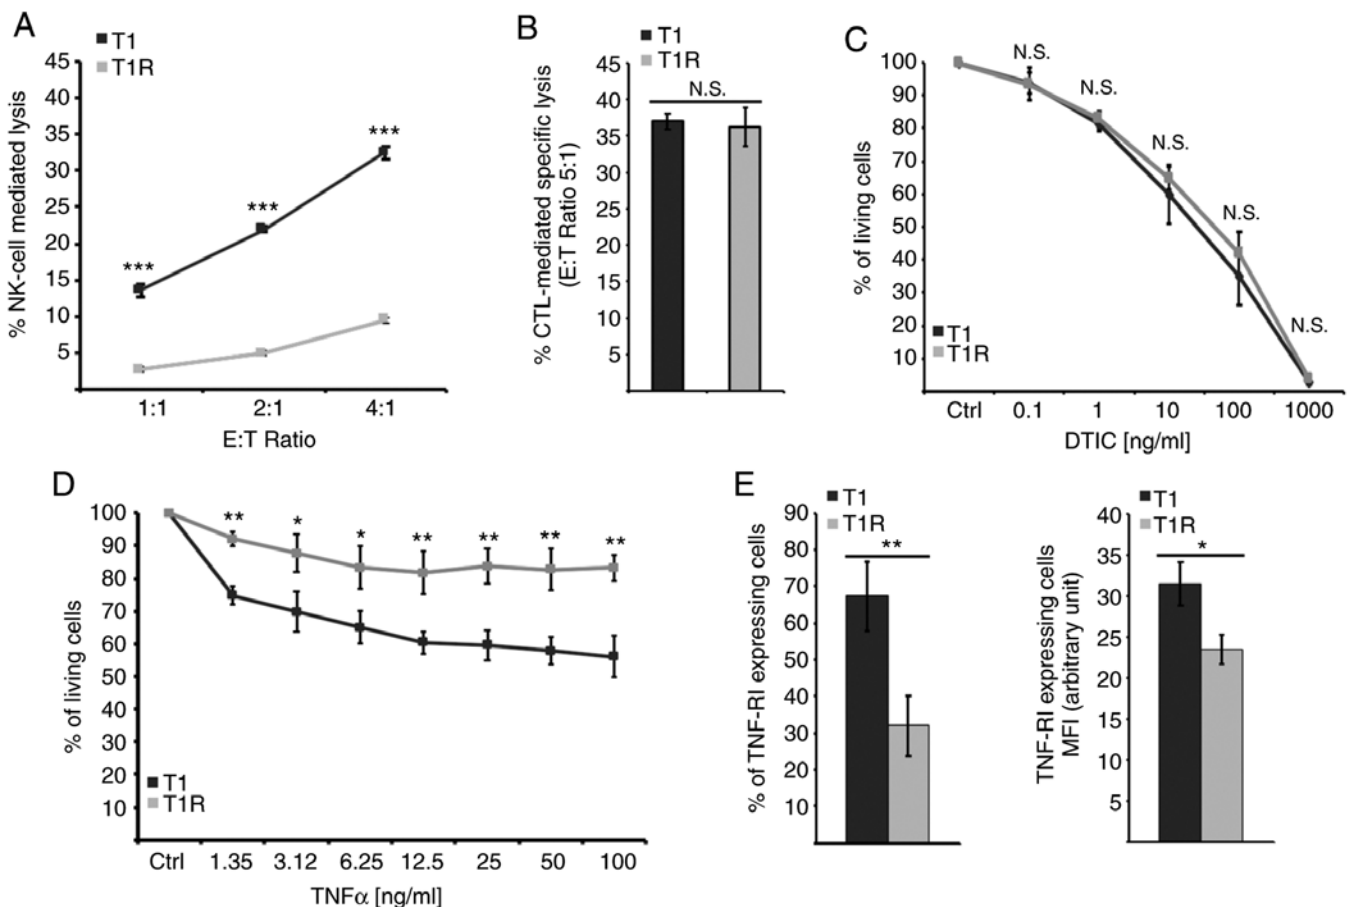 A
T1
T1R
% NK-cell mediated lysis
45
40
35
30
25
20
15
10
5
***
***
***
1:1 2:1 4:1
E:T Ratio
B
T1
T1R
% CTL-mediated specific lysis
(E:T Ratio 5:1)
45
40
35
30
25
20
15
10
5
N.S.
C
% of living cells
100
90
80
70
60
50
40
30
20
10
N.S.
N.S.
N.S.
N.S.
N.S.
T1
T1R
Ctrl 0.1 1 10 100 1000
DTIC [ng/ml]
D
% of living cells
100
90
80
70
60
50
40
30
20
10
** * * ** ** ** **
T1
T1R
Ctrl 1.35 3.12 6.25 12.5 25 50 100
TNFα [ng/ml]
E
T1
T1R
% of TNF-RI expressing cells
90
80
70
60
50
40
30
20
10
**
T1
T1R
TNF-RI expressing cells
MFI (arbitrary unit)
40
35
30
25
20
15
10
5
*